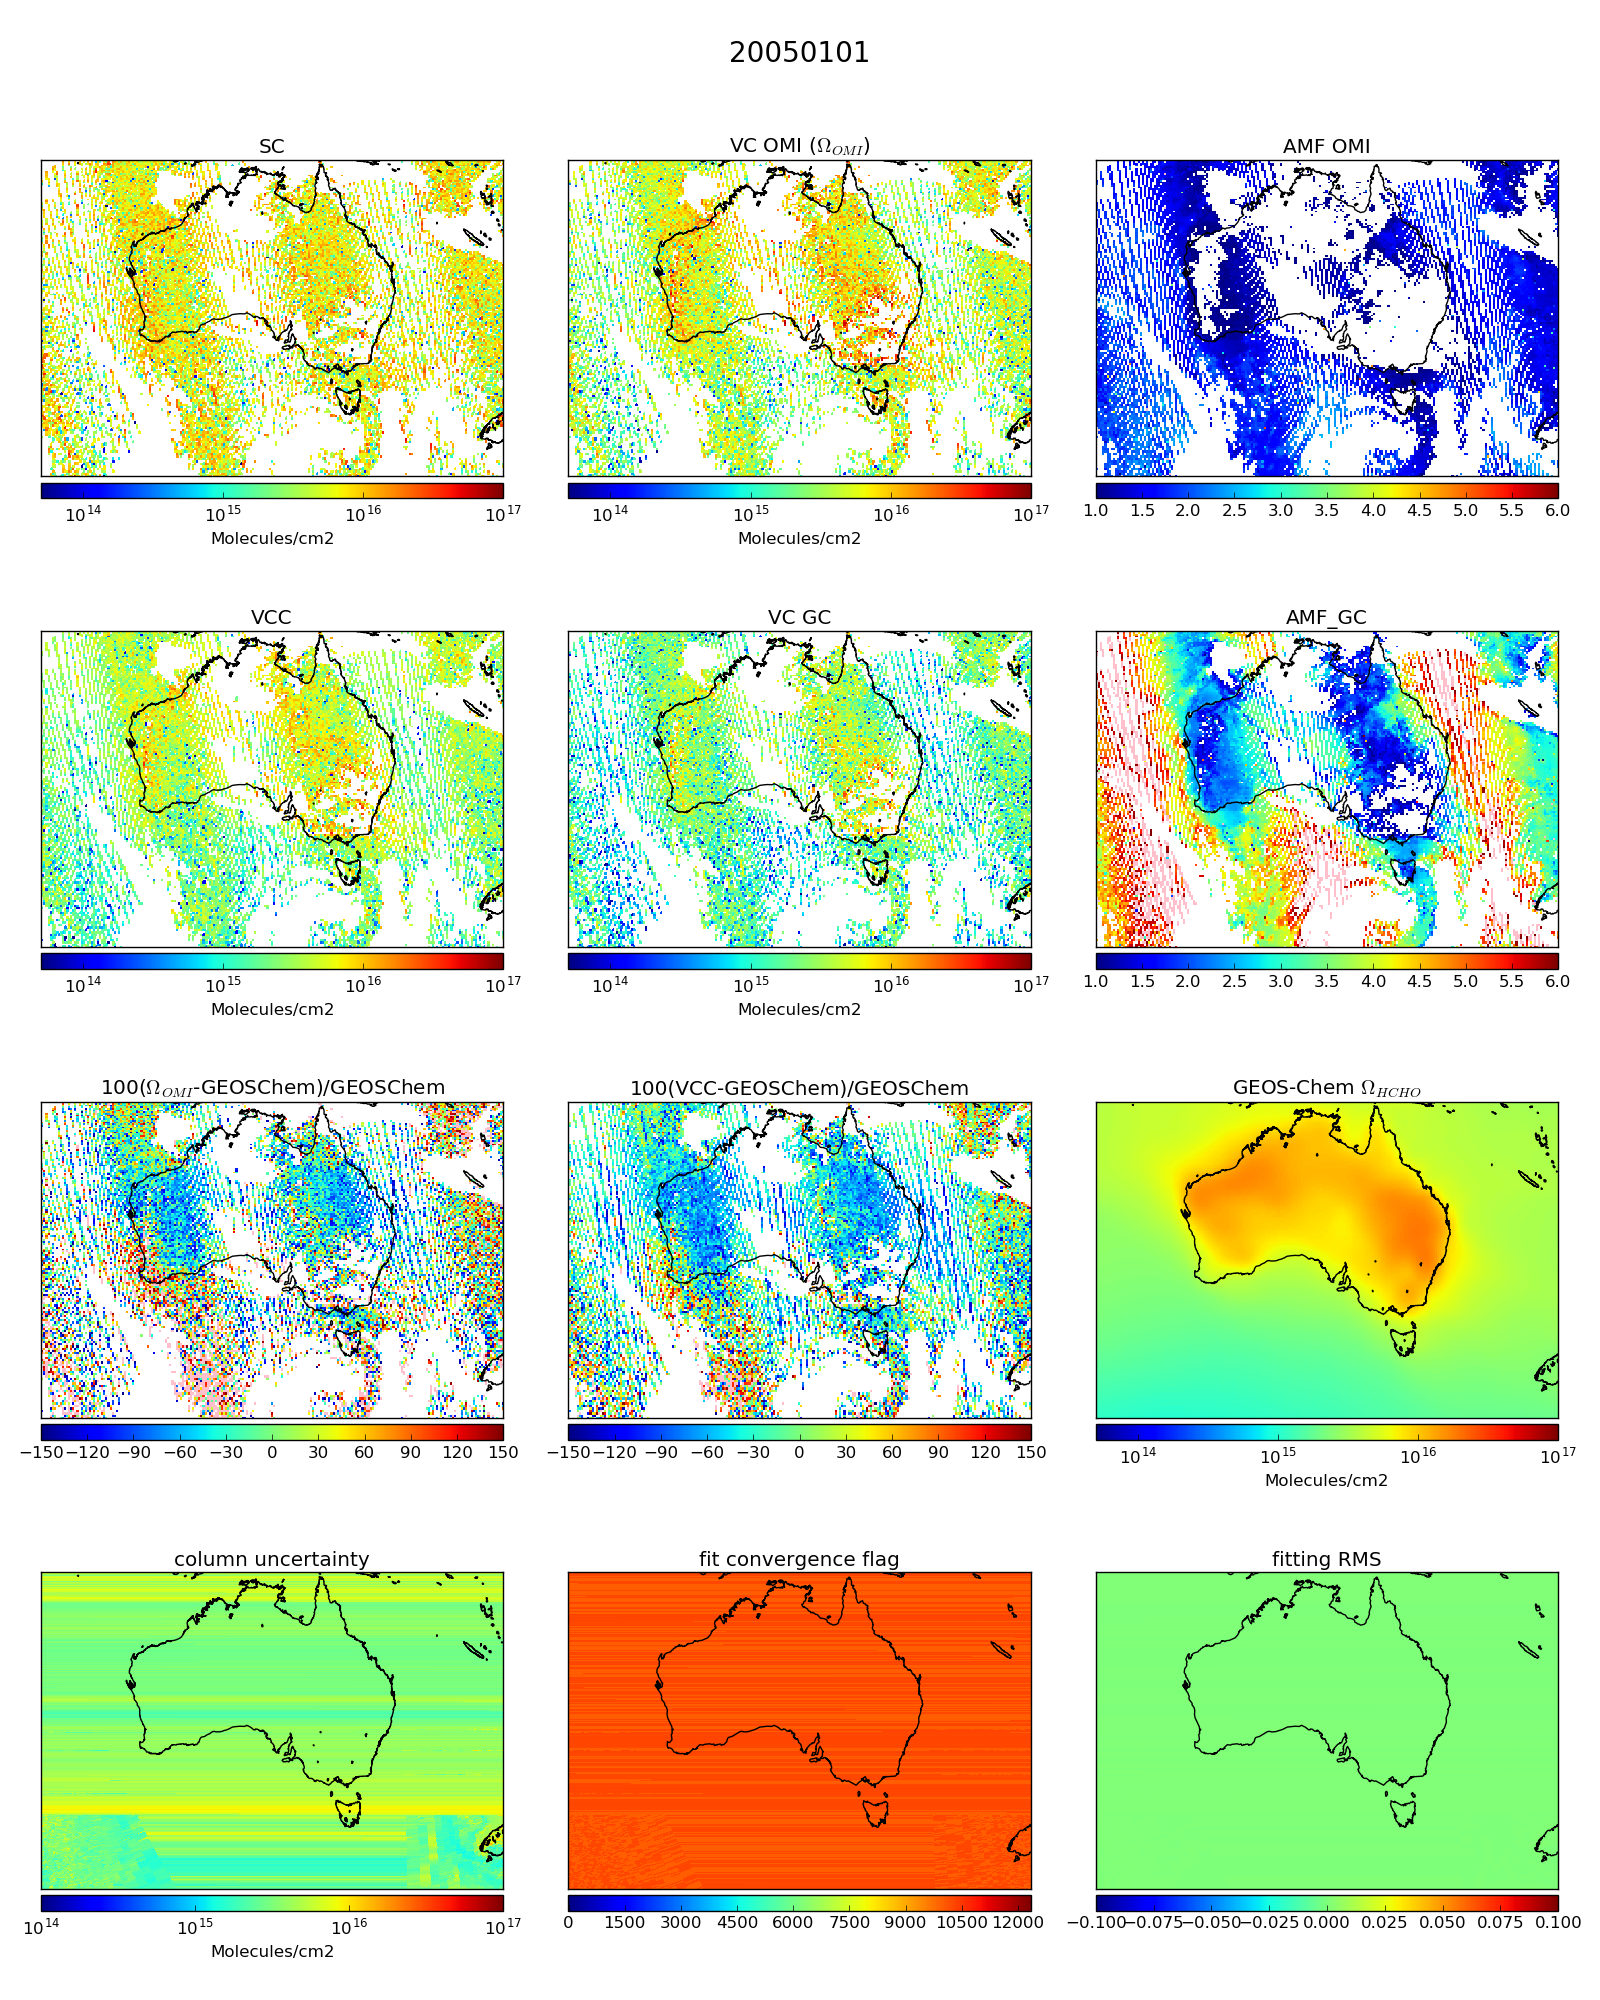 20050101
SC VC OMI (Ω_OMI) AMF OMI
10^14 10^15 10^16 10^17 10^14 10^15 10^16 10^17 1.0 1.5 2.0 2.5 3.0 3.5 4.0 4.5 5.0 5.5 6.0
Molecules/cm2 Molecules/cm2
VCC VC GC AMF_GC
10^14 10^15 10^16 10^17 10^14 10^15 10^16 10^17 1.0 1.5 2.0 2.5 3.0 3.5 4.0 4.5 5.0 5.5 6.0
Molecules/cm2 Molecules/cm2
100(Ω_OMI-GEOSChem)/GEOSChem 100(VCC-GEOSChem)/GEOSChem GEOS-Chem Ω_HCHO
−150 −120 −90 −60 −30 0 30 60 90 120 150 −150 −120 −90 −60 −30 0 30 60 90 120 150 10^14 10^15 10^16 10^17
Molecules/cm2
column uncertainty fit convergence flag fitting RMS
10^14 10^15 10^16 10^17 0 1500 3000 4500 6000 7500 9000 10500 12000 −0.100 −0.075 −0.050 −0.025 0.000 0.025 0.050 0.075 0.100
Molecules/cm2